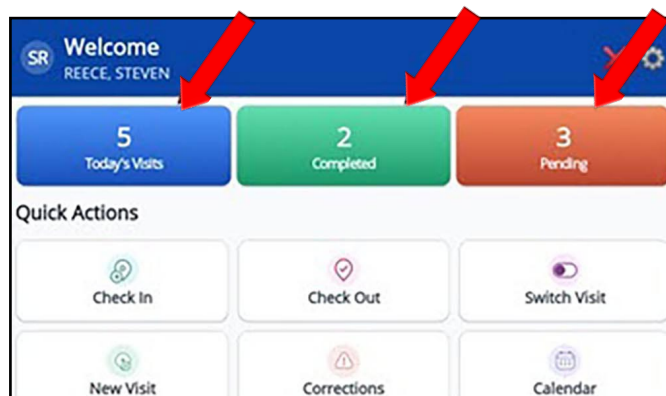 SR
Welcome
REECE, STEVEN
5
Today's Visits
2
Completed
3
Pending
Quick Actions
Check In
Check Out
Switch Visit
New Visit
Corrections
Calendar